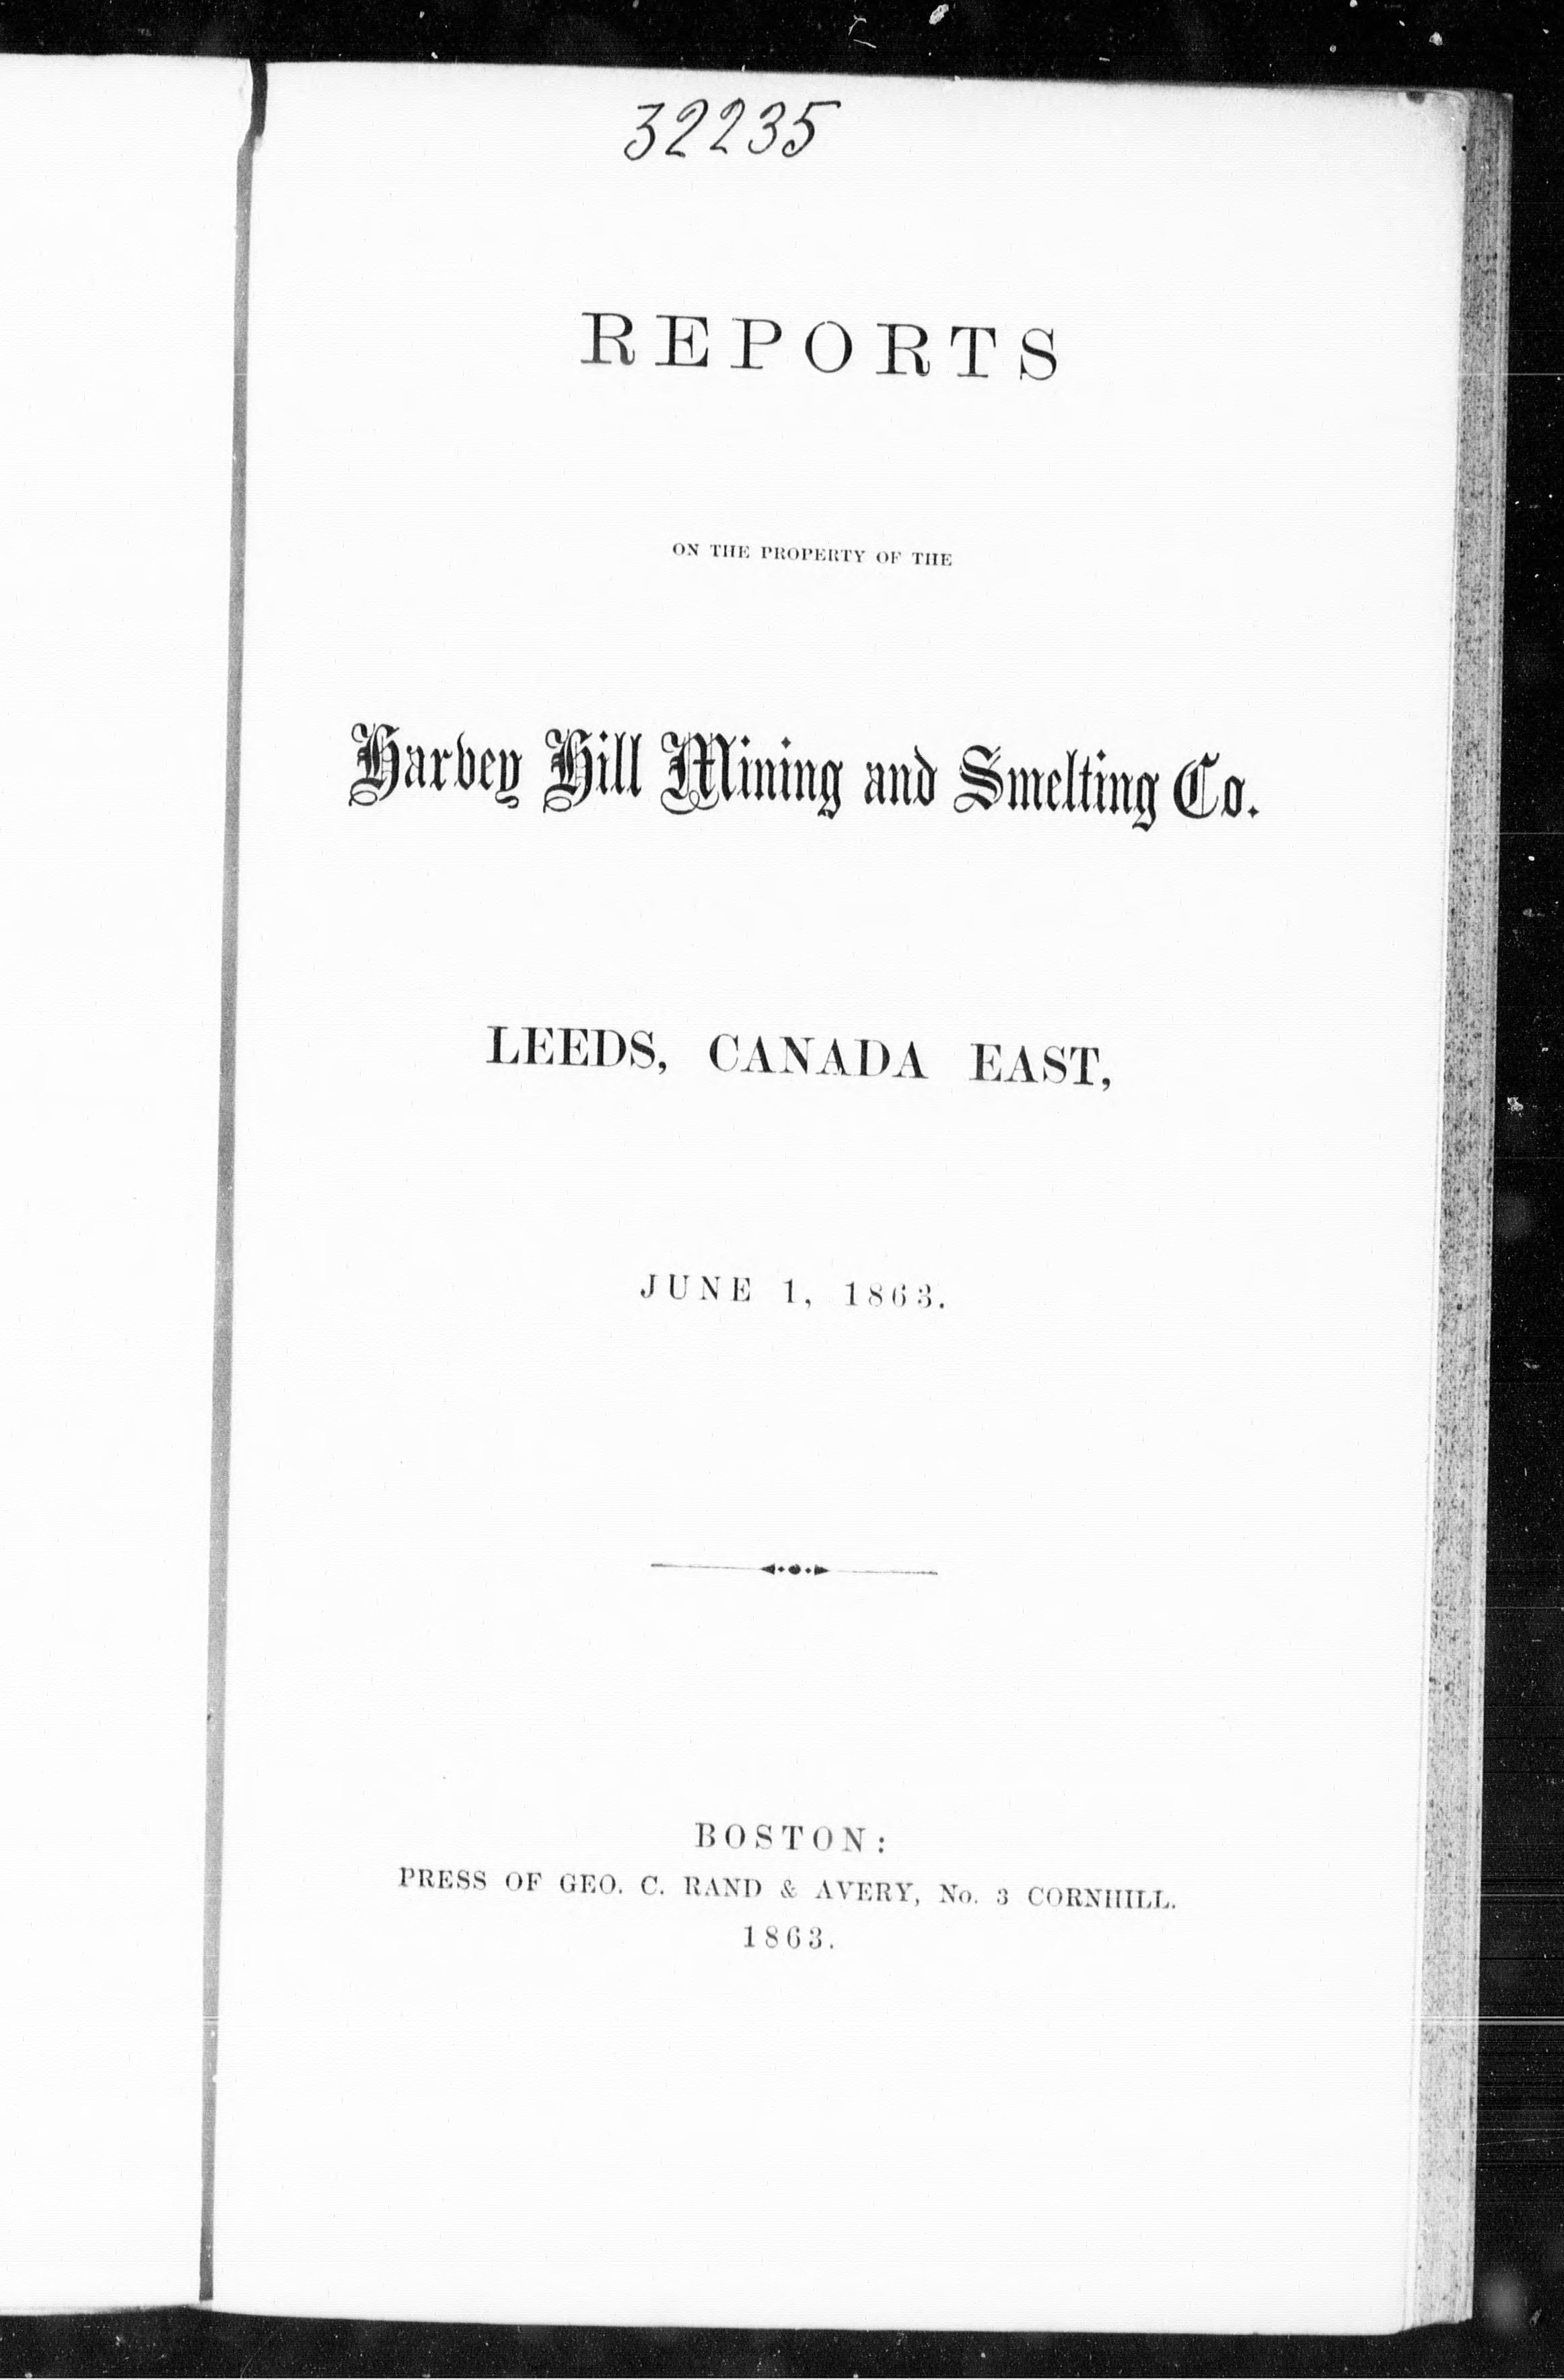 32235
REPORTS
ON THE PROPERTY OF THE
Harvey Hill Mining and Smelting Co.
LEEDS, CANADA EAST,
JUNE 1, 1863.
BOSTON:
PRESS OF GEO. C. RAND & AVERY, No. 3 CORNHILL.
1863.